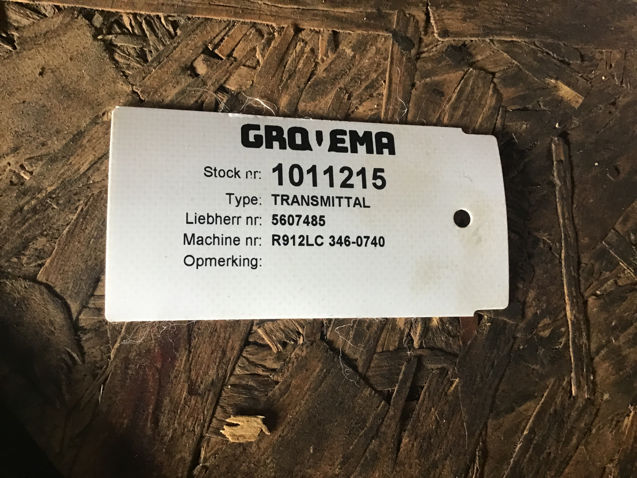 GROVEMA
Stock nr: 1011215
Type: TRANSMITTAL
Liebherr nr: 5607485
Machine nr: R912LC 346-0740
Opmerking: